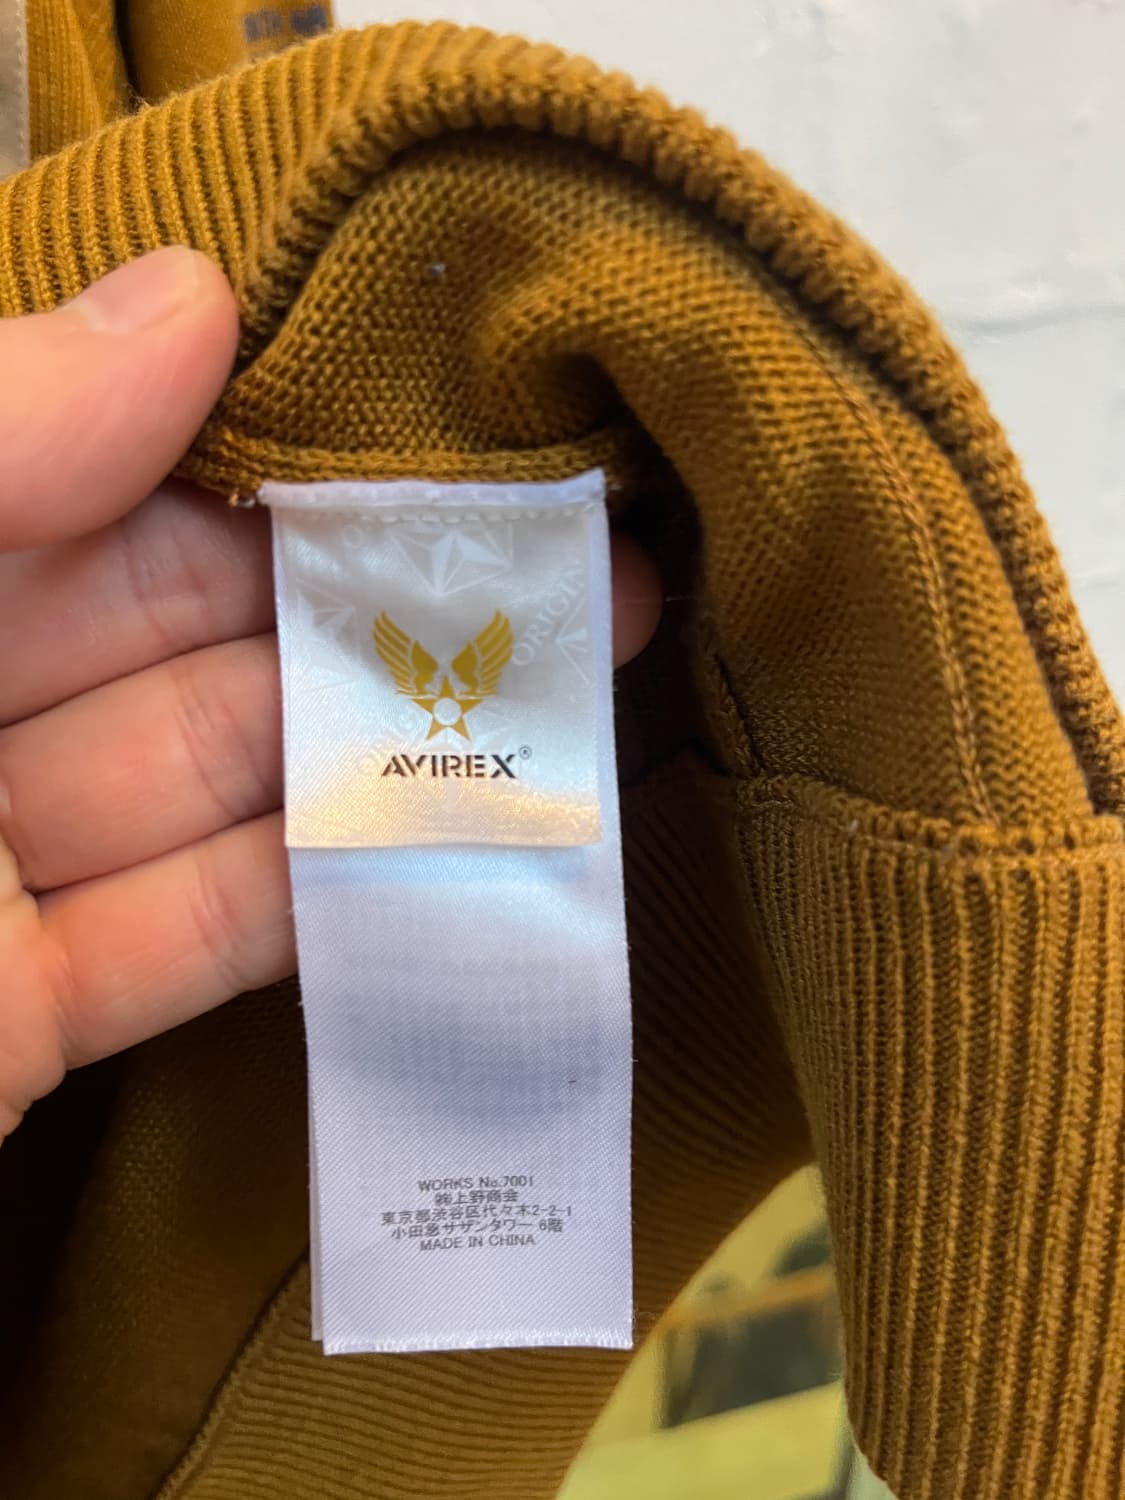 ORIGIN
AVIREX®
WORKS No.7001
㈱上野商会
東京都渋谷区代々木2-2-1
小田急サザンタワー 6階
MADE IN CHINA